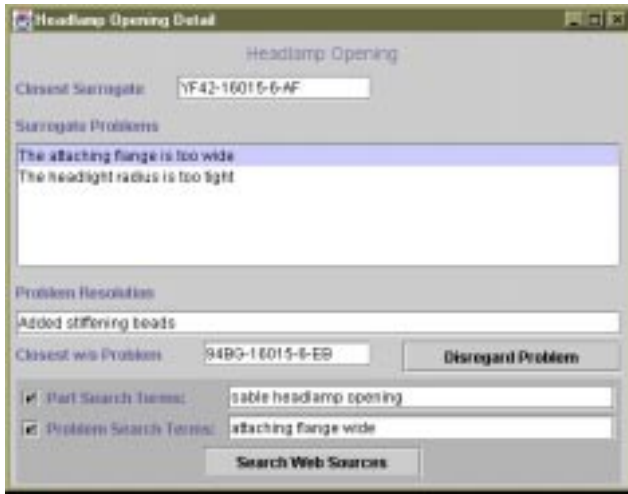 Headlamp Opening Detail
Headlamp Opening
Closest Surrogate YF42-16015-6-AF
Surrogate Problems
The attaching flange is too wide
The headlight radius is too tight
Problem Resolution
Added stiffening beads
Closest w/o Problem 94BG-16015-6-EB Disregard Problem
Part Search Terms: sable headlamp opening
Problem Search Terms: attaching flange wide
Search Web Sources